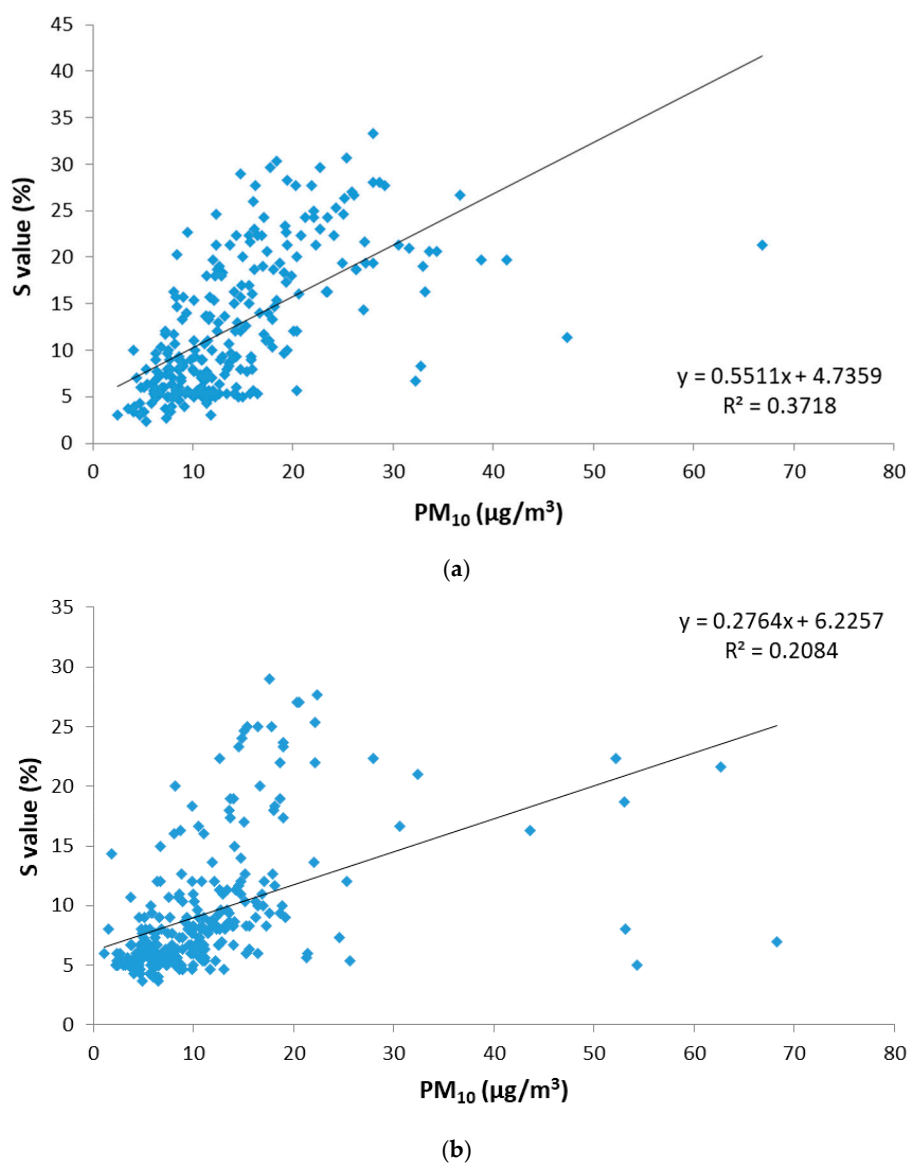 45
40
35
30
25
20
15
10
5
0
S value (%)
y = 0.5511x + 4.7359
R² = 0.3718
0 10 20 30 40 50 60 70 80
PM₁₀ (µg/m³)
(a)
35
30
25
20
15
10
5
0
S value (%)
y = 0.2764x + 6.2257
R² = 0.2084
0 10 20 30 40 50 60 70 80
PM₁₀ (µg/m³)
(b)